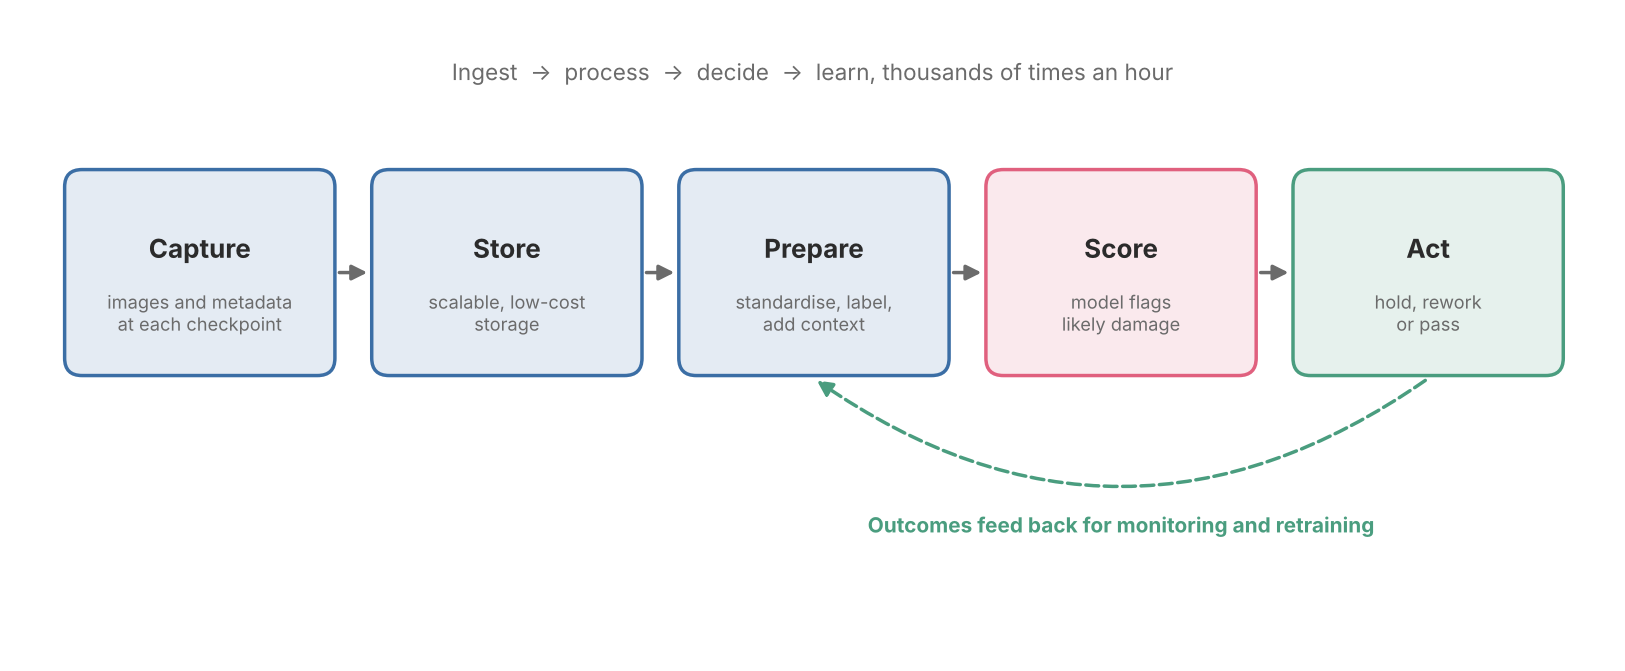 Ingest → process → decide → learn, thousands of times an hour
Capture
images and metadata
at each checkpoint
Store
scalable, low-cost
storage
Prepare
standardise, label,
add context
Score
model flags
likely damage
Act
hold, rework
or pass
Outcomes feed back for monitoring and retraining